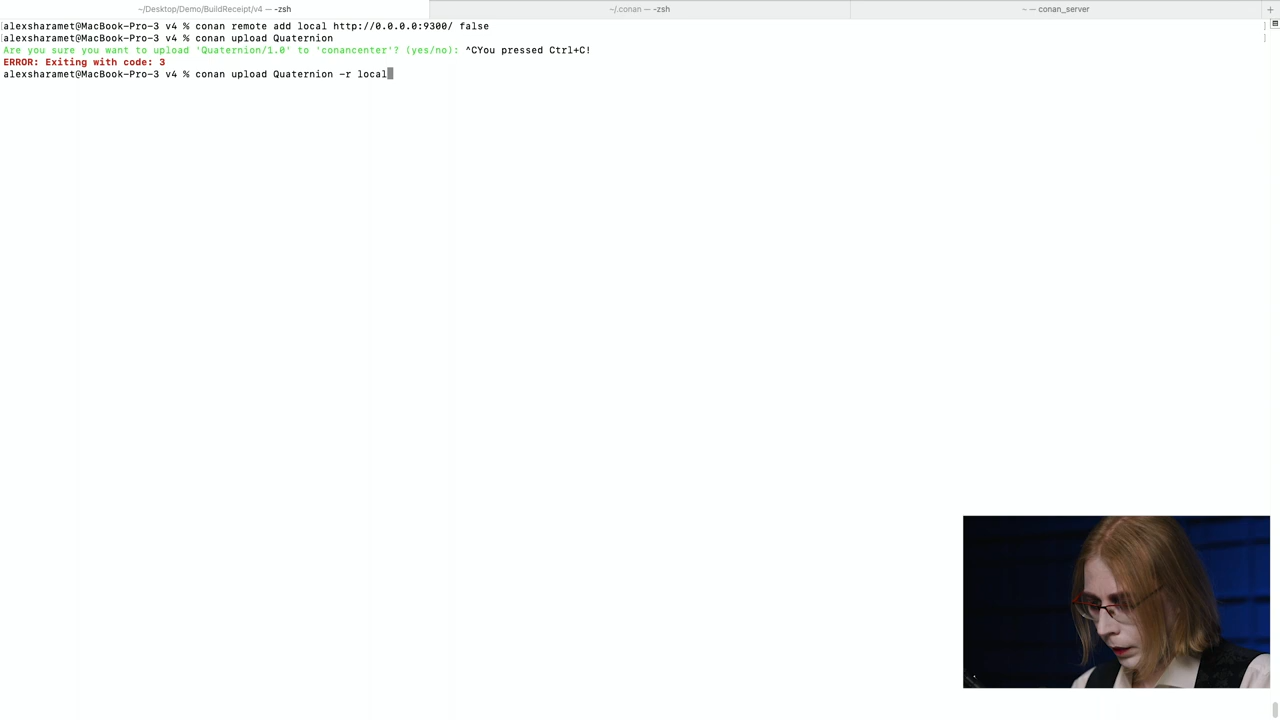 ~/Desktop/Demo/BuildReceipt/v4 — -zsh
~/.conan — -zsh
~ — conan_server
+
alexsharamet@MacBook-Pro-3 v4 % conan remote add local http://0.0.0.0:9300/ false
alexsharamet@MacBook-Pro-3 v4 % conan upload Quaternion
Are you sure you want to upload 'Quaternion/1.0' to 'conancenter'? (yes/no): ^CYou pressed Ctrl+C!
ERROR: Exiting with code: 3
alexsharamet@MacBook-Pro-3 v4 % conan upload Quaternion -r local